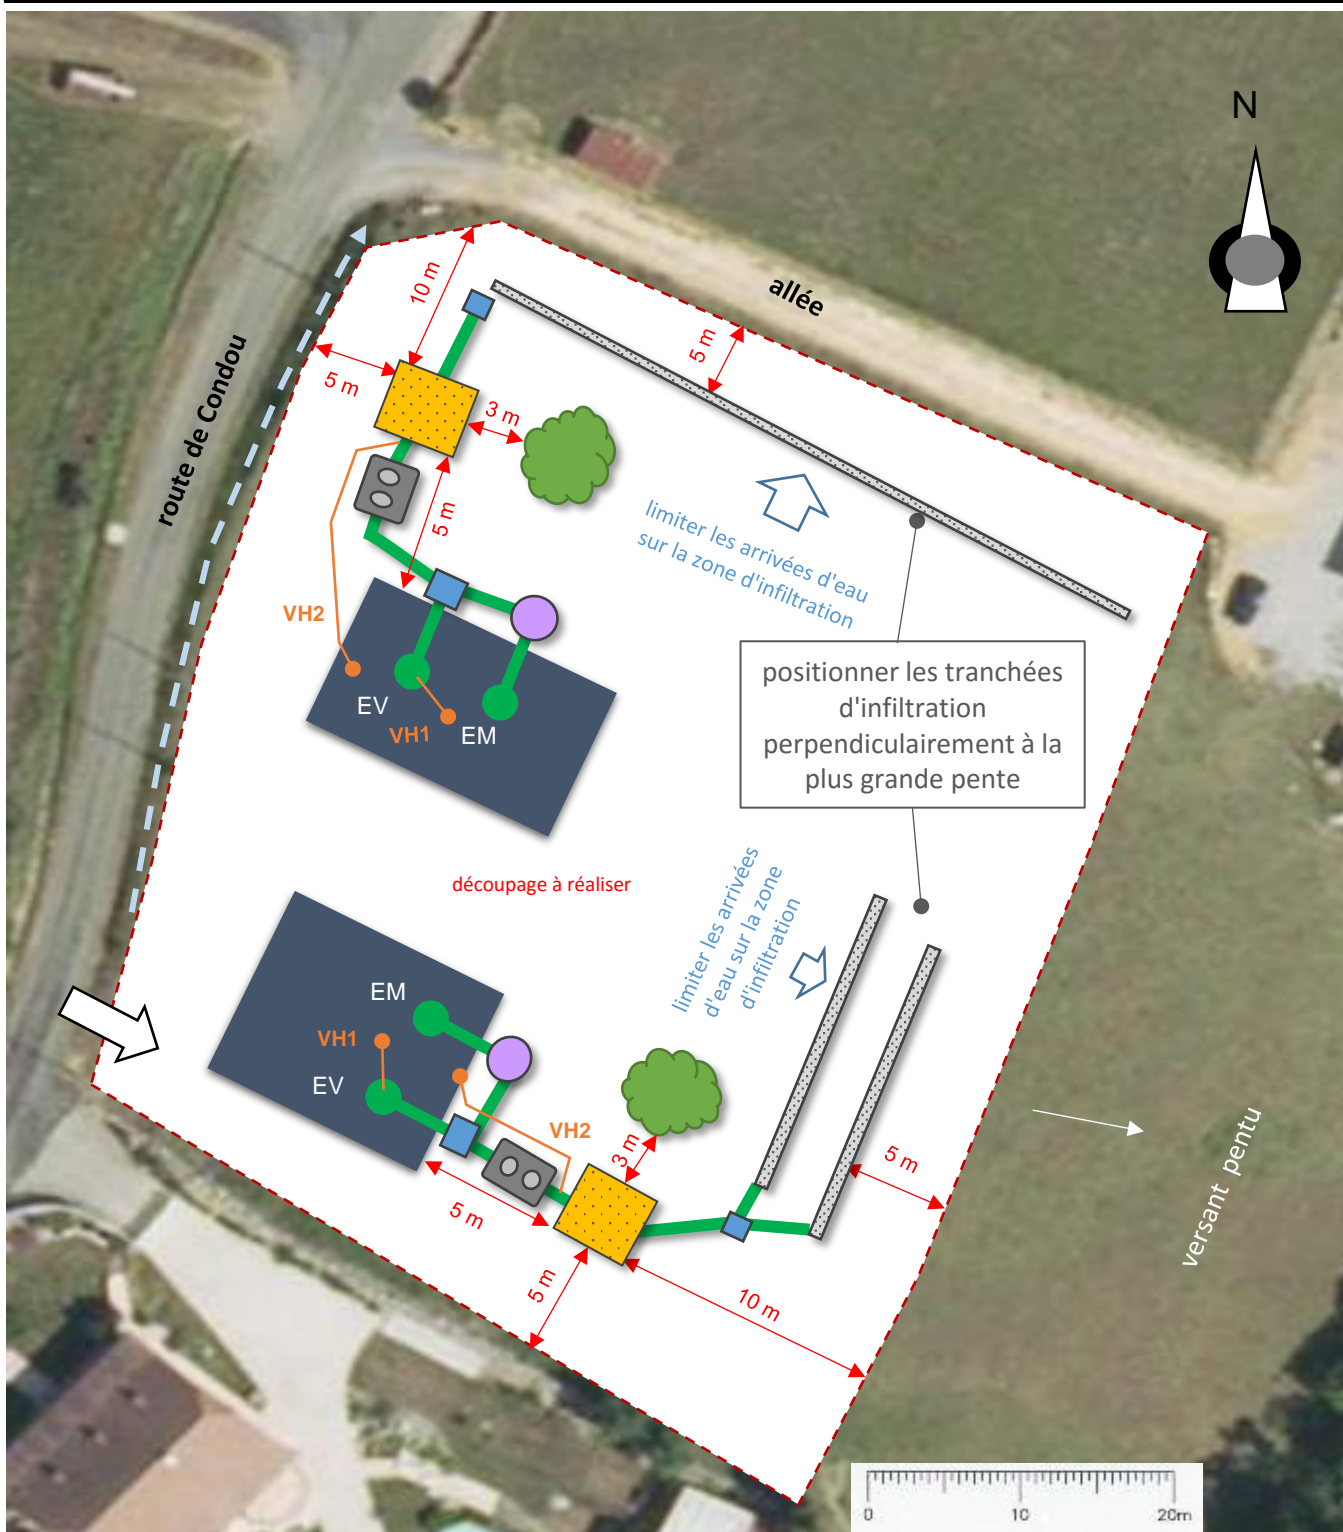 N
10 m
allée
5 m
5 m
route de Condou
3 m
5 m
limiter les arrivées d'eau
sur la zone d'infiltration
VH2
positionner les tranchées
d'infiltration
perpendiculairement à la
plus grande pente
EV
VH1
EM
découpage à réaliser
limiter les arrivées
d'eau sur la zone
d'infiltration
EM
VH1
EV
VH2
3 m
5 m
5 m
versant pentu
5 m
10 m
0 10 20m